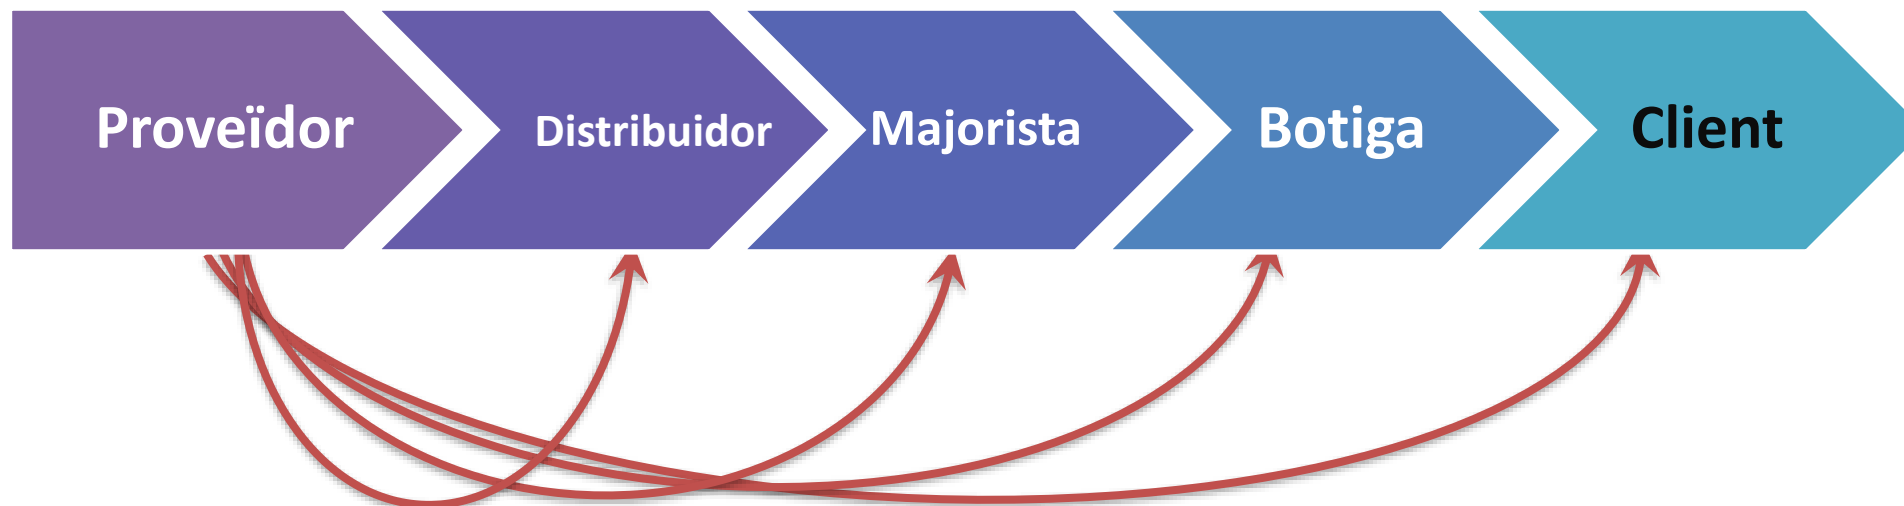 Proveïdor
Distribuidor
Majorista
Botiga
Client